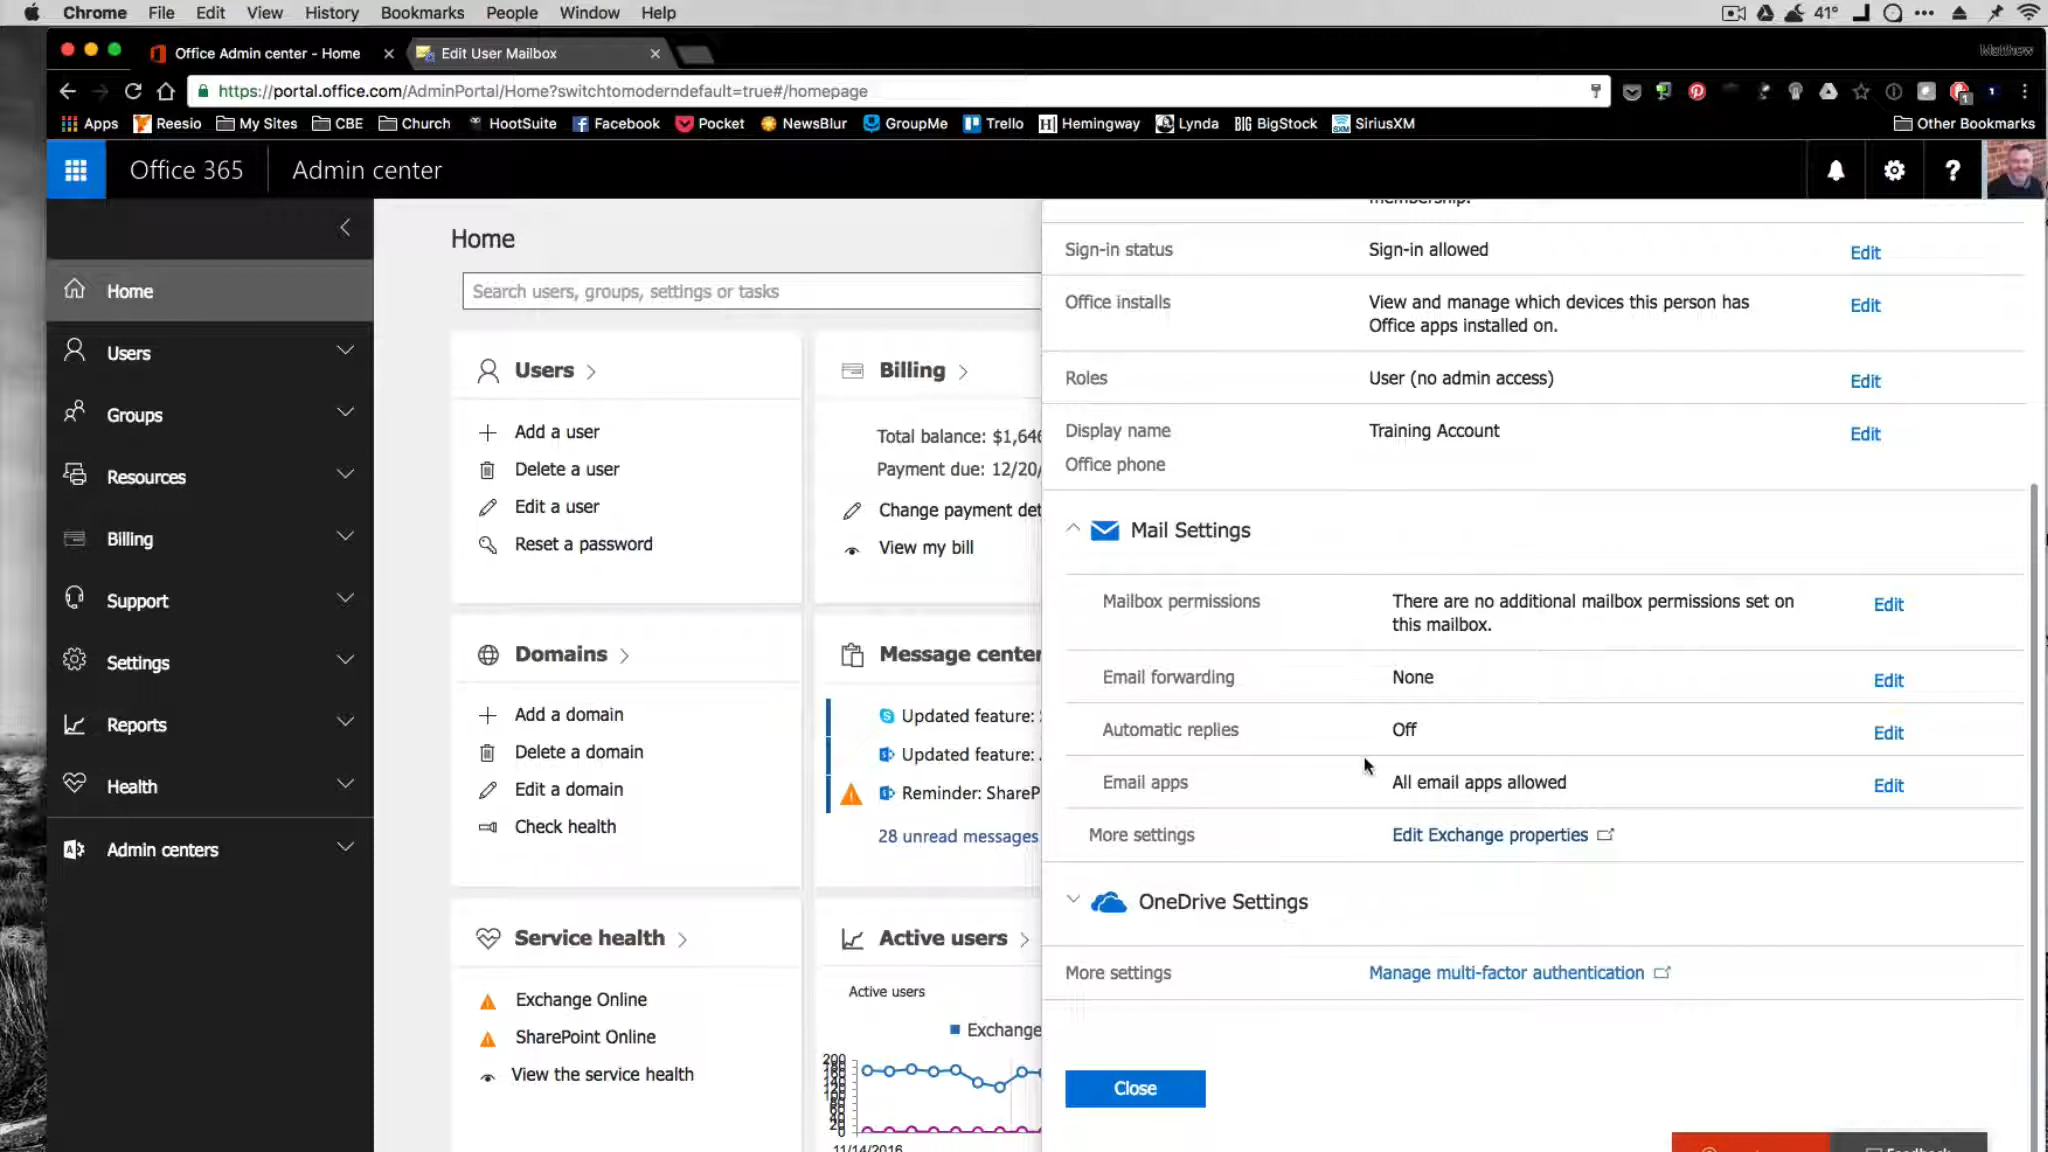 Chrome File Edit View History Bookmarks People Window Help 41°
Office Admin center - Home
Edit User Mailbox
Matthew
https://portal.office.com/AdminPortal/Home?switchtomoderndefault=true#/homepage
Apps Reesio My Sites CBE Church HootSuite Facebook Pocket NewsBlur GroupMe Trello Hemingway Lynda BIG BigStock SiriusXM Other Bookmarks
Office 365 Admin center
Home
Users
Groups
Resources
Billing
Support
Settings
Reports
Health
Admin centers
Home
Search users, groups, settings or tasks
Users
Add a user
Delete a user
Edit a user
Reset a password
Billing
Total balance: $1,646
Payment due: 12/20/
Change payment det
View my bill
Domains
Add a domain
Delete a domain
Edit a domain
Check health
Message center
Updated feature:
Updated feature:
Reminder: ShareP
28 unread messages
Service health
Exchange Online
SharePoint Online
View the service health
Active users
Active users
Exchange
200
11/14/2016
membership.
Sign-in status Sign-in allowed Edit
Office installs View and manage which devices this person has Edit
Office apps installed on.
Roles User (no admin access) Edit
Display name Training Account Edit
Office phone
Mail Settings
Mailbox permissions There are no additional mailbox permissions set on Edit
this mailbox.
Email forwarding None Edit
Automatic replies Off Edit
Email apps All email apps allowed Edit
More settings Edit Exchange properties
OneDrive Settings
More settings Manage multi-factor authentication
Close
Feedback